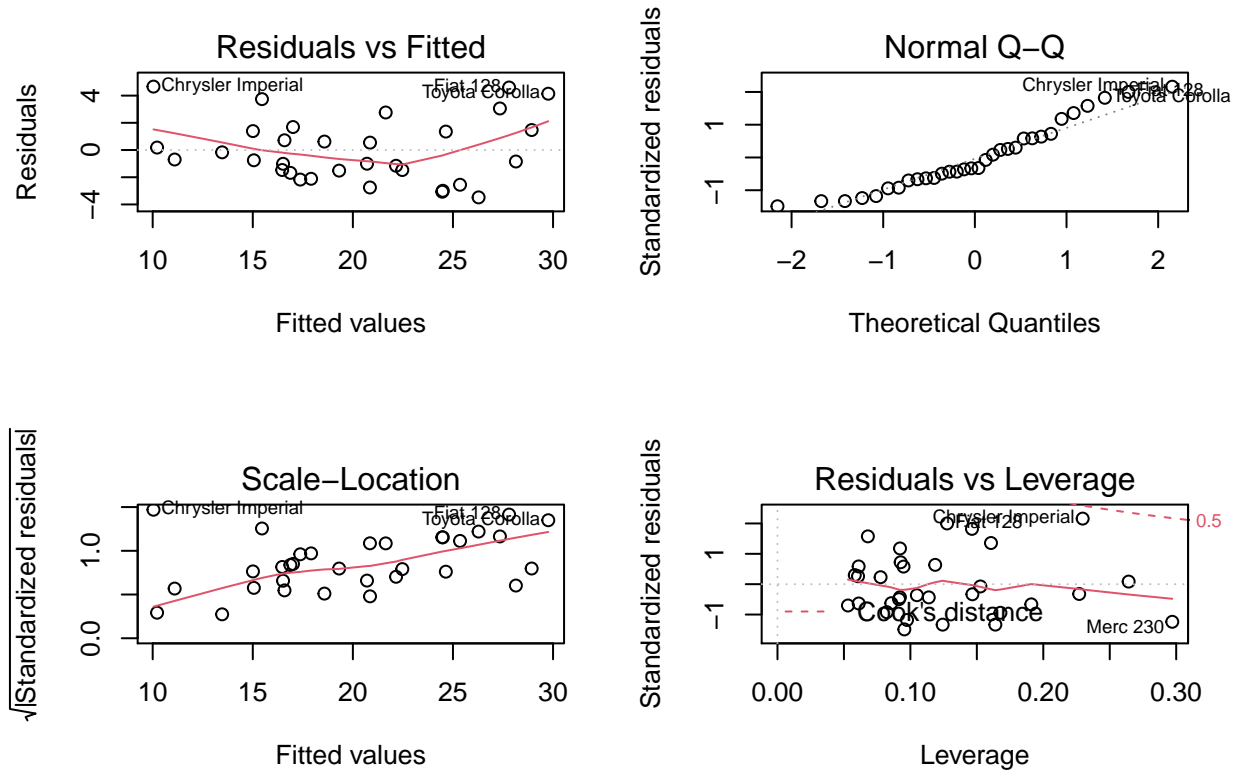 Residuals vs Fitted
Residuals
−4
0
4
Chrysler Imperial
Fiat 128
Toyota Corolla
10 15 20 25 30
Fitted values
Normal Q−Q
Standardized residuals
−1
1
Chrysler Imperial
Fiat 128
Toyota Corolla
−2 −1 0 1 2
Theoretical Quantiles
Scale−Location
√|Standardized residuals|
0.0
1.0
Chrysler Imperial
Fiat 128
Toyota Corolla
10 15 20 25 30
Fitted values
Residuals vs Leverage
Standardized residuals
−1
1
Chrysler Imperial
Fiat 128
0.5
Cook's distance
Merc 230
0.00 0.10 0.20 0.30
Leverage